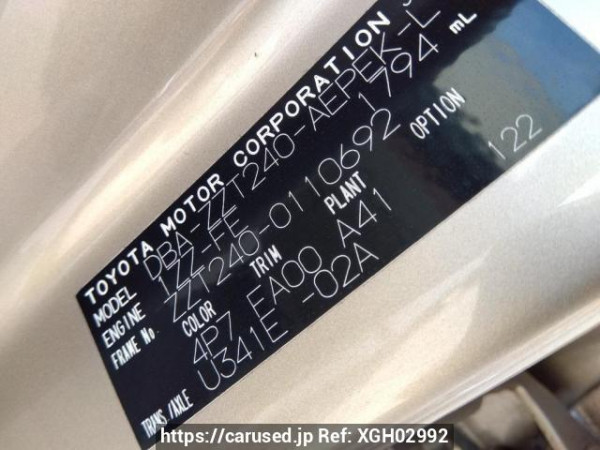 TOYOTA MOTOR CORPORATION
MODEL DBA-ZZT240-AEPEK-L
ENGINE 1ZZ-FE 1794 mL
FRAME No. ZZT240-0110692
COLOR TRIM PLANT OPTION
4P7 FA00 A41 122
TRANS/AXLE U341E -02A
https://carused.jp Ref: XGH02992